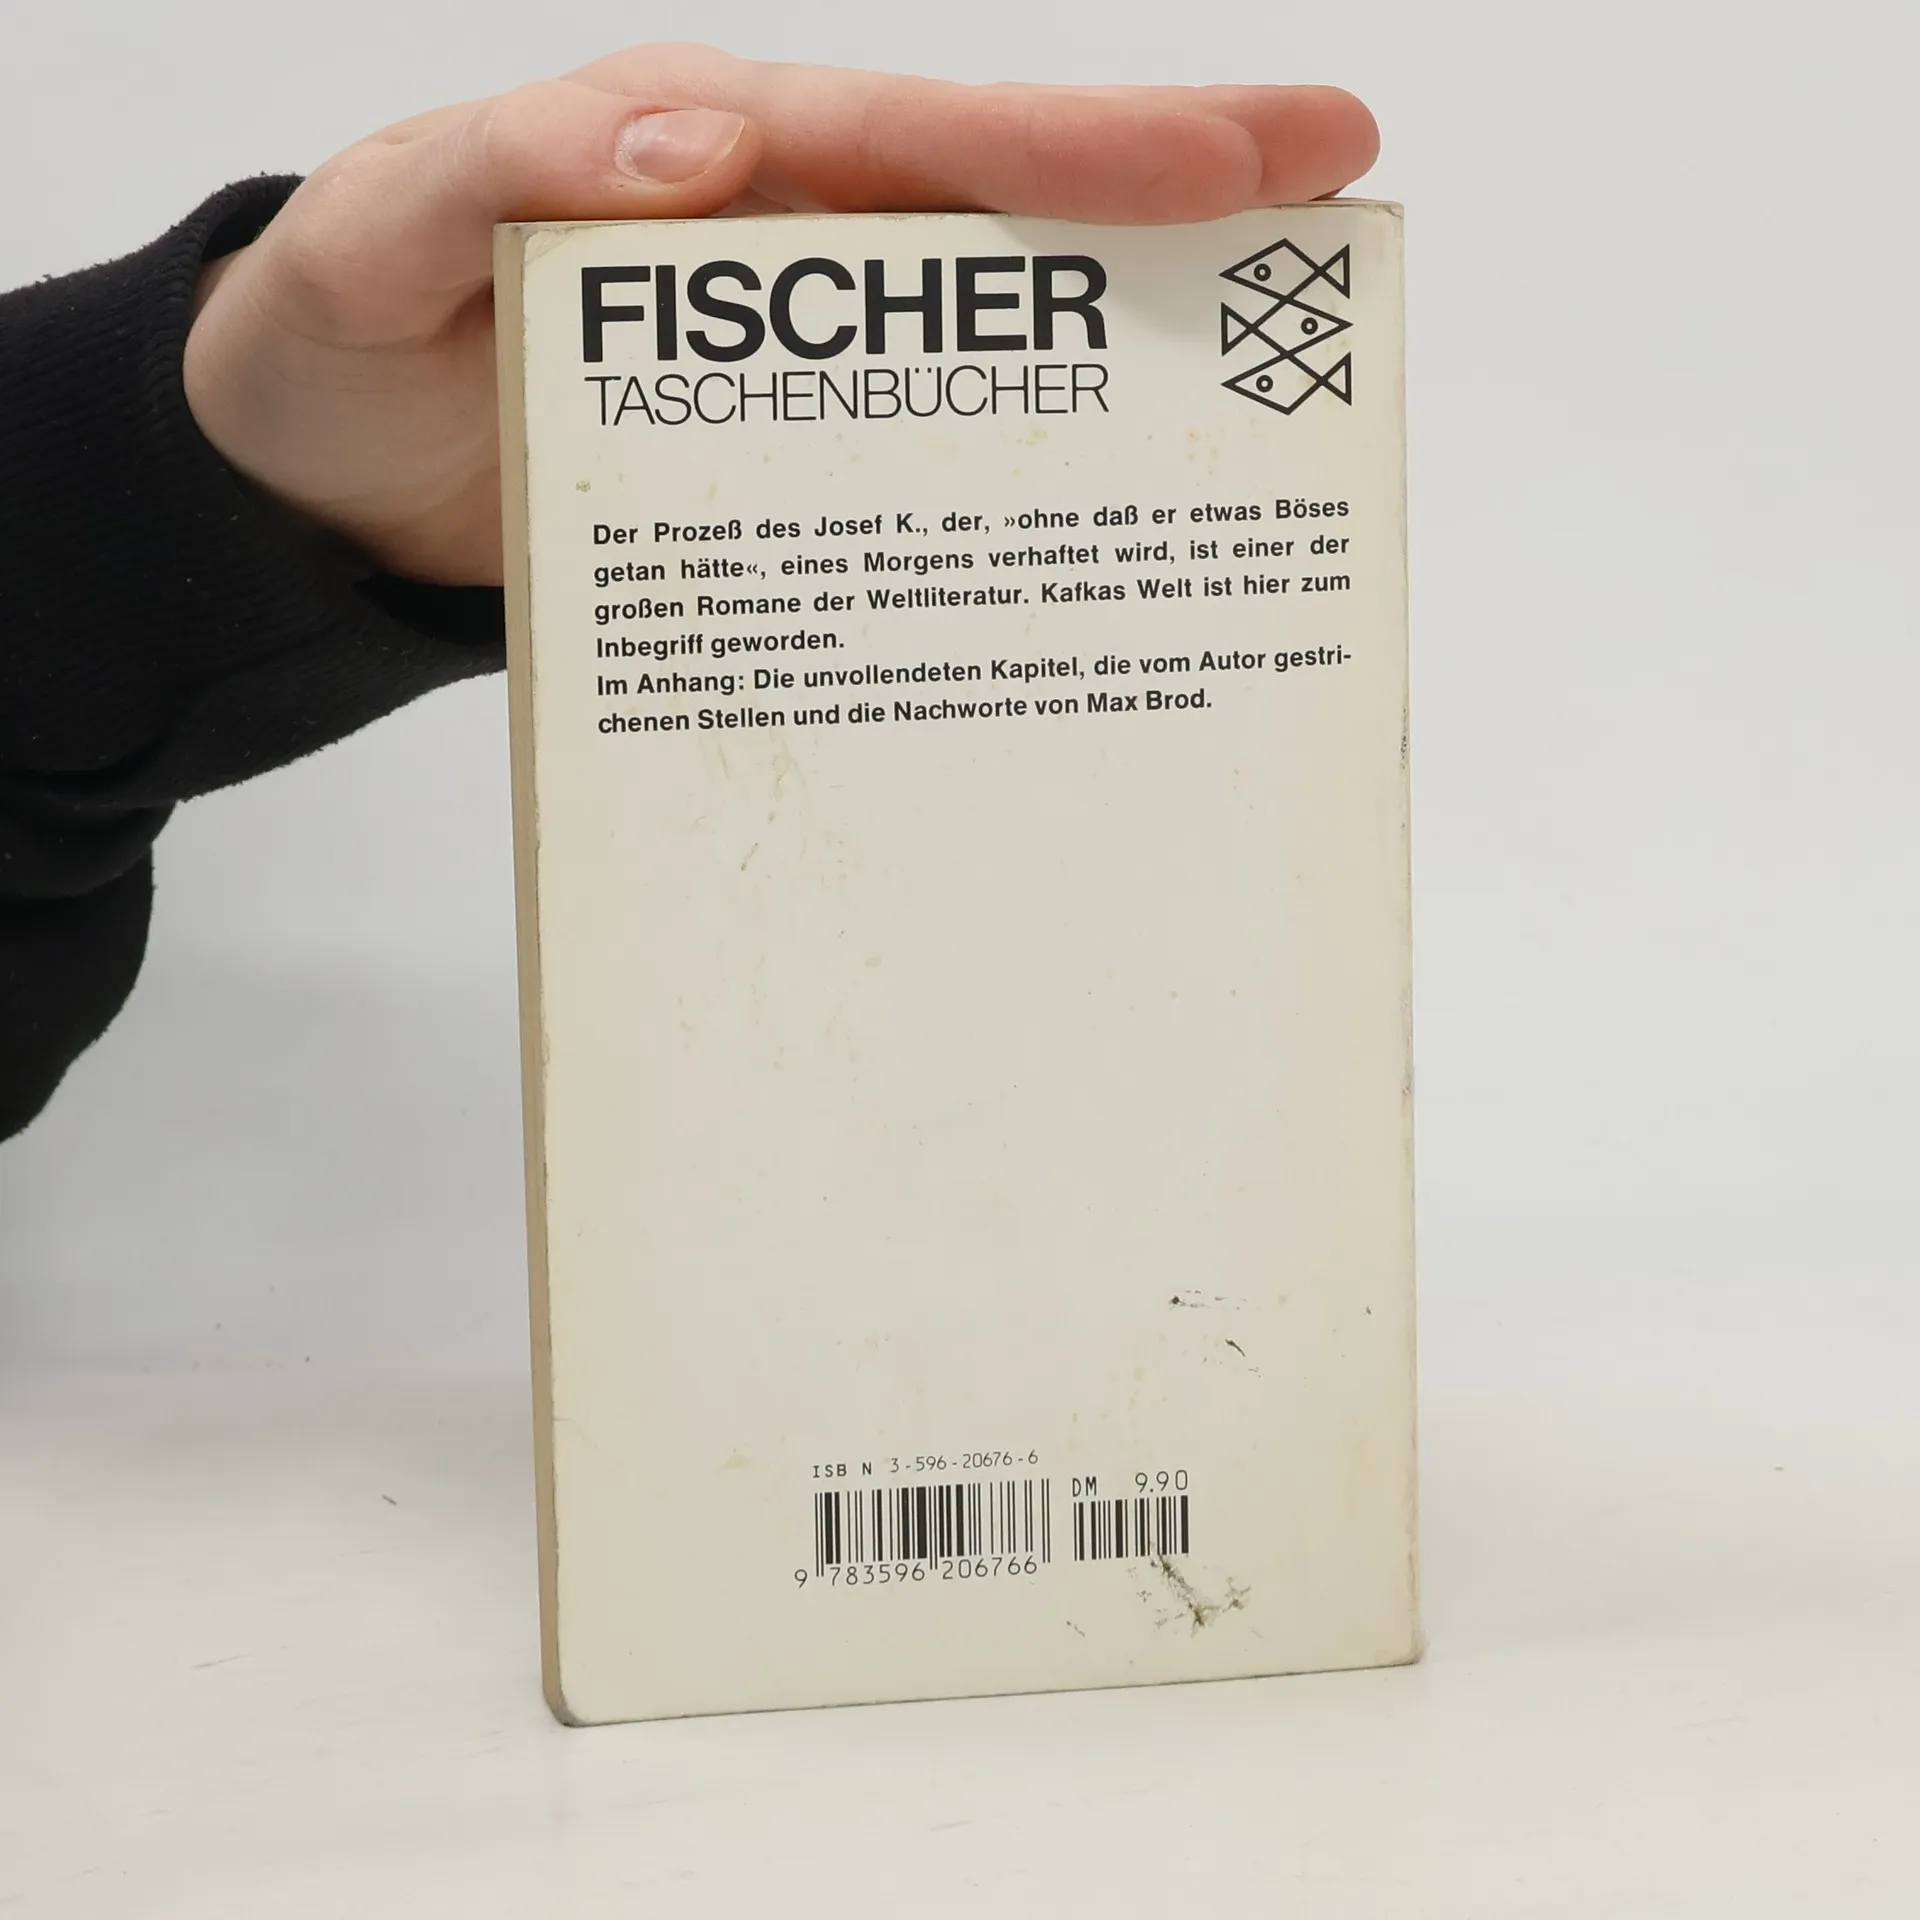 FISCHER
TASCHENBÜCHER
Der Prozeß des Josef K., der, »ohne daß er etwas Böses
getan hätte«, eines Morgens verhaftet wird, ist einer der
großen Romane der Weltliteratur. Kafkas Welt ist hier zum
Inbegriff geworden.
Im Anhang: Die unvollendeten Kapitel, die vom Autor gestri-
chenen Stellen und die Nachworte von Max Brod.
ISBN 3-596-20676-6
DM 9.90
9 783596 206766